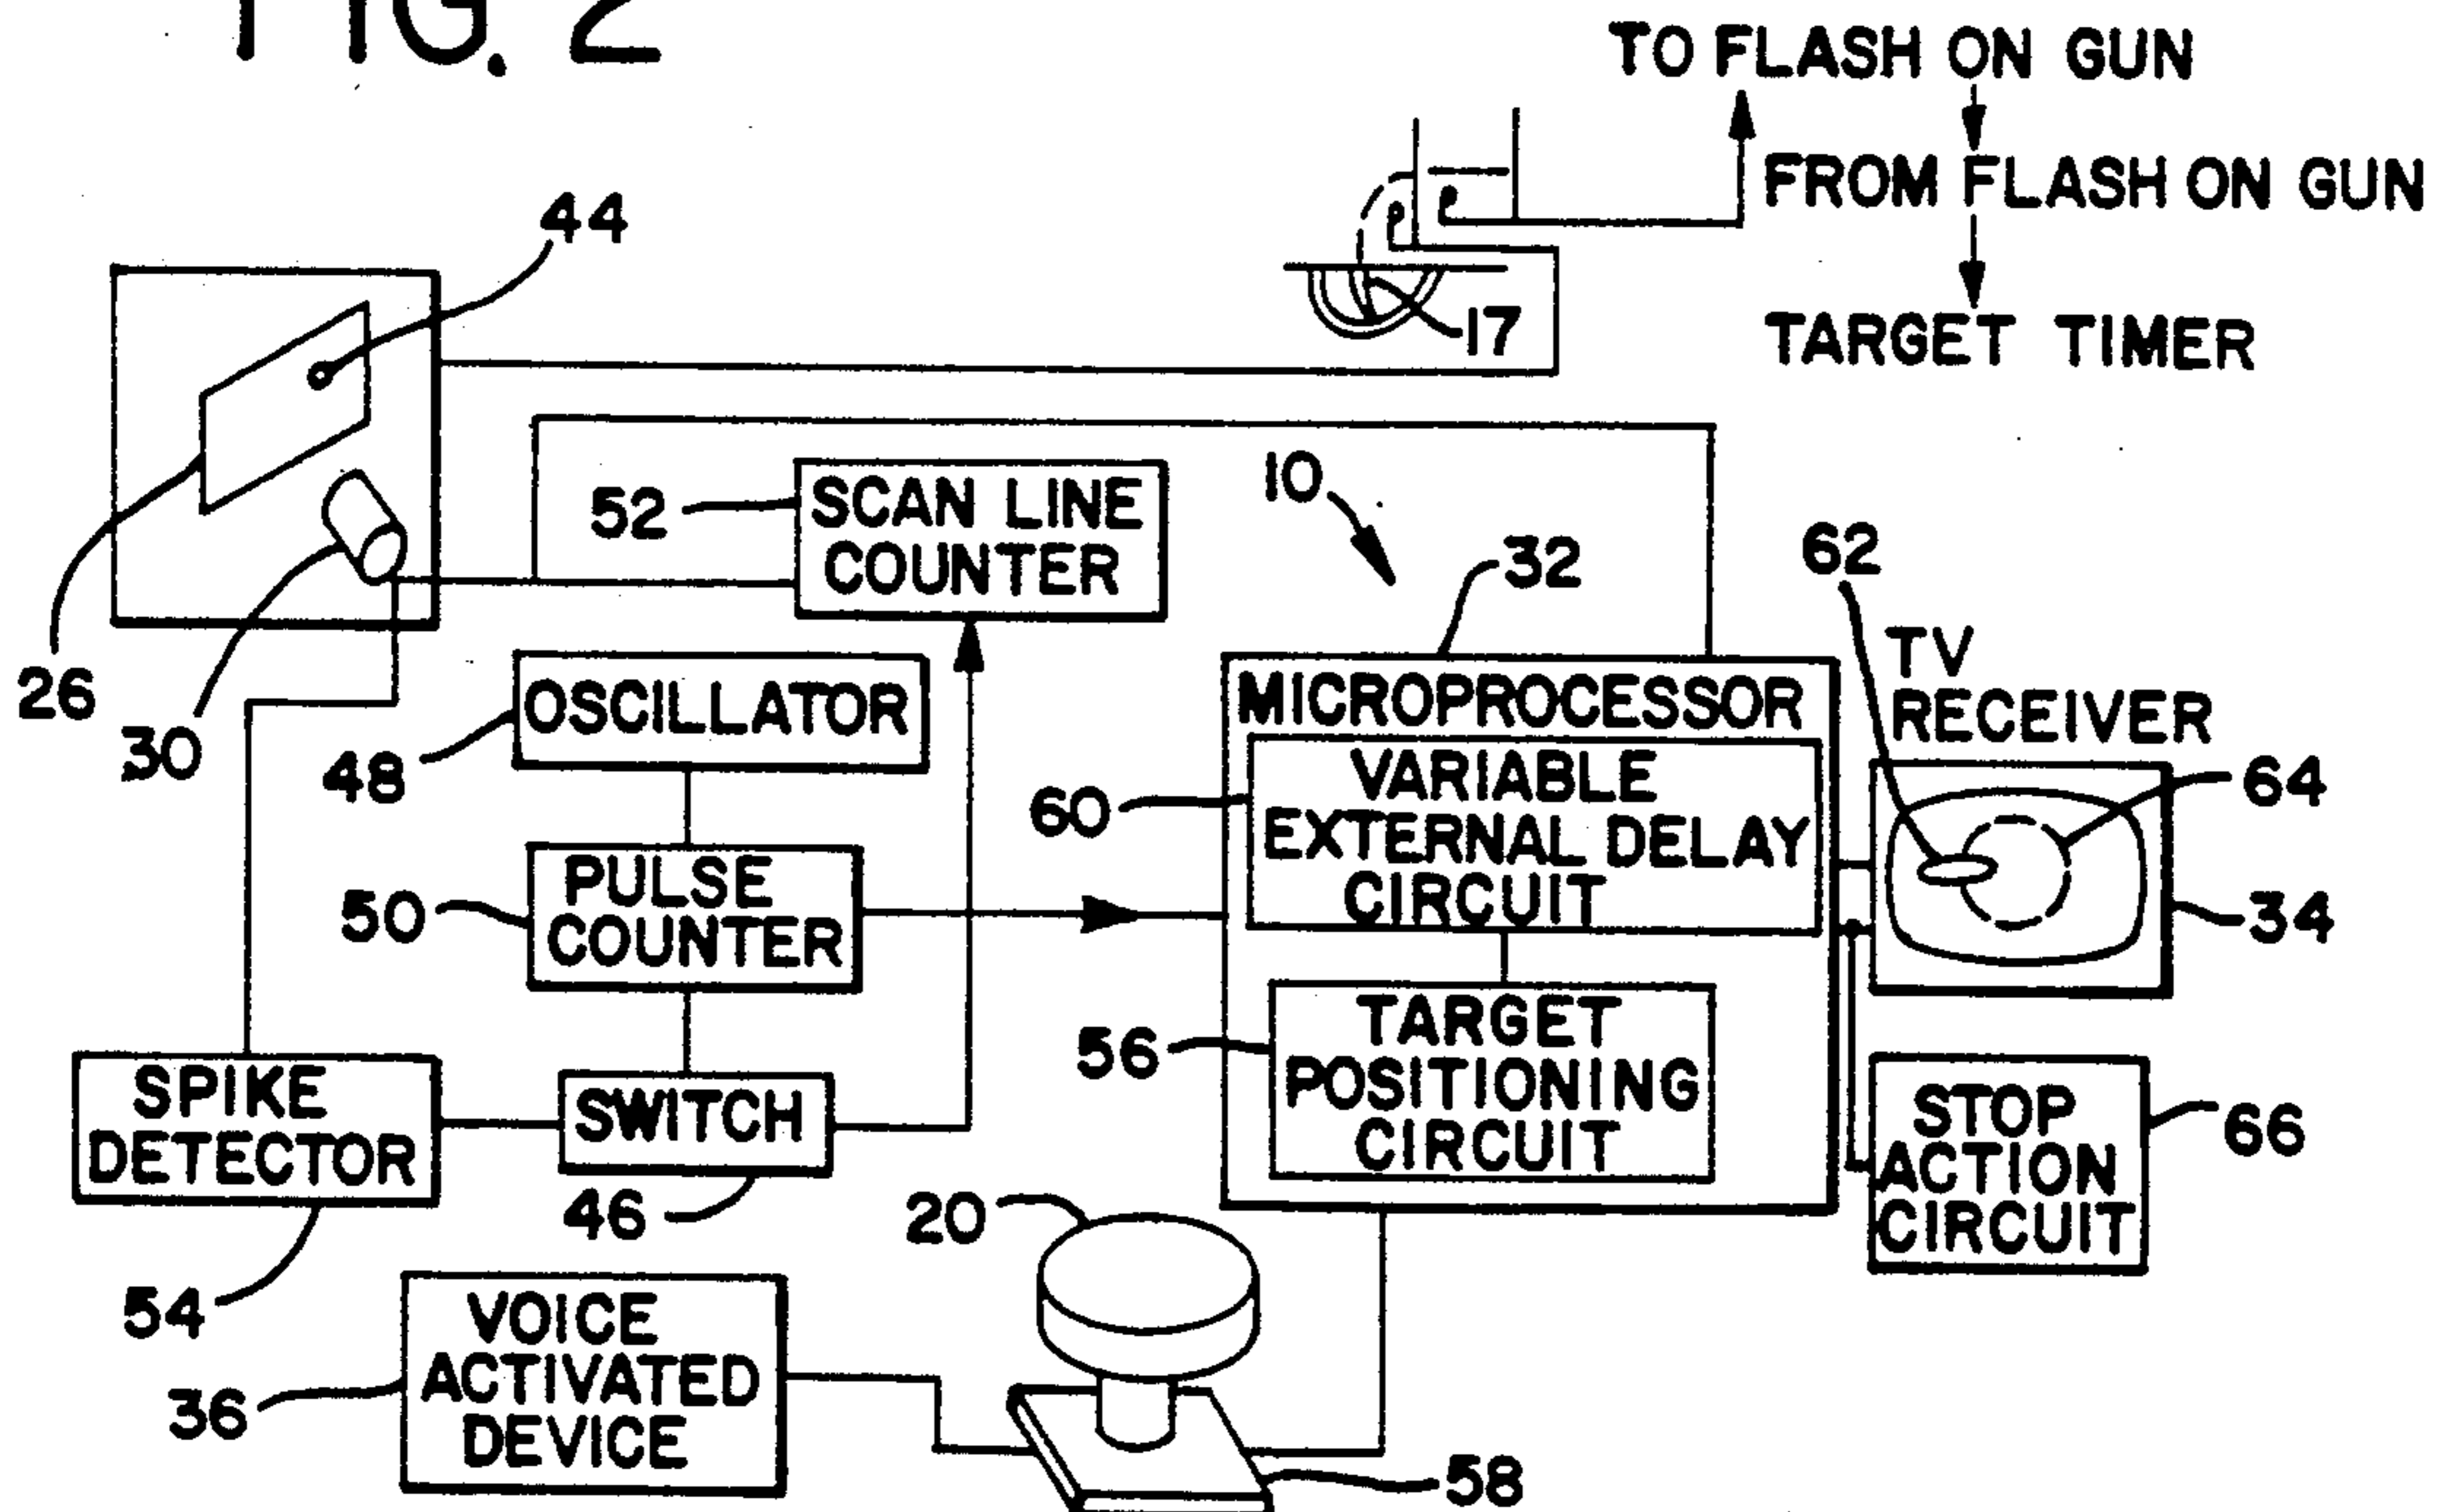 FIG. 2
TO FLASH ON GUN
FROM FLASH ON GUN
TARGET TIMER
44
17
10
52
SCAN LINE
COUNTER
32
62
TV
RECEIVER
26
30
48
OSCILLATOR
MICROPROCESSOR
60
VARIABLE
EXTERNAL DELAY
CIRCUIT
64
34
50
PULSE
COUNTER
56
TARGET
POSITIONING
CIRCUIT
SPIKE
DETECTOR
SWITCH
46
STOP
ACTION
CIRCUIT
66
20
54
VOICE
ACTIVATED
DEVICE
36
58